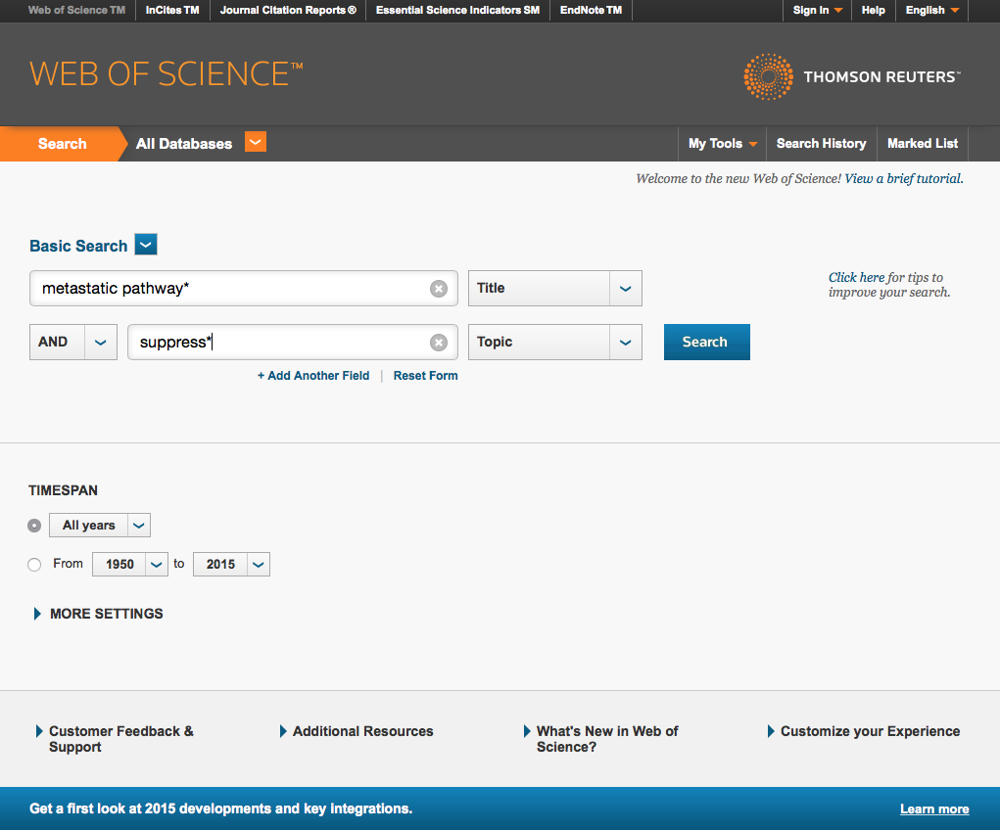 Web of Science TM InCites TM Journal Citation Reports® Essential Science Indicators SM EndNote TM Sign In Help English
WEB OF SCIENCE™ THOMSON REUTERS™
Search All Databases My Tools Search History Marked List
Welcome to the new Web of Science! View a brief tutorial.
Basic Search
metastatic pathway* Title
Click here for tips to
improve your search.
AND suppress* Topic Search
+ Add Another Field | Reset Form
TIMESPAN
All years
From 1950 to 2015
MORE SETTINGS
Customer Feedback &
Support
Additional Resources
What's New in Web of
Science?
Customize your Experience
Get a first look at 2015 developments and key integrations. Learn more